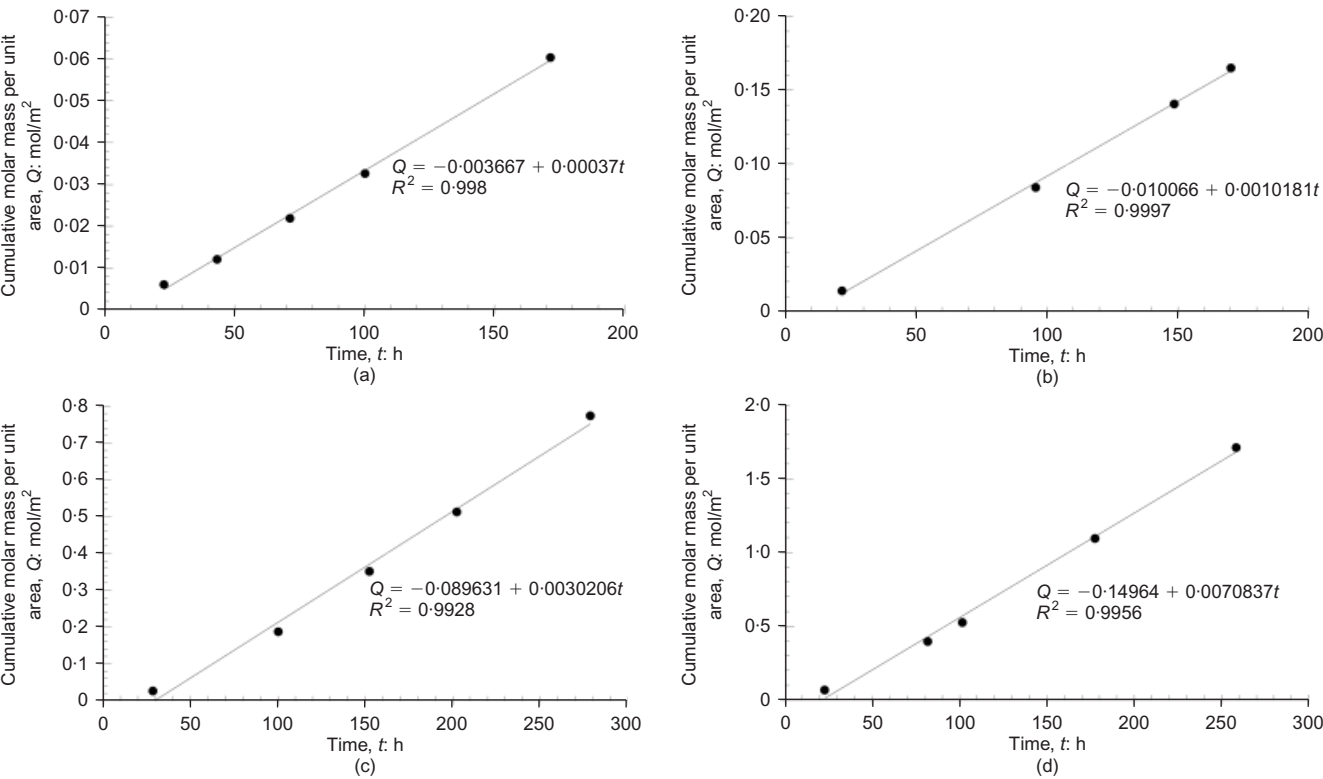 Cumulative molar mass per unit
area, Q: mol/m²
0·07
0·06
0·05
0·04
0·03
0·02
0·01
0
Q = −0·003667 + 0·00037t
R² = 0·998
0 50 100 150 200
Time, t: h
(a)
Cumulative molar mass per unit
area, Q: mol/m²
0·20
0·15
0·10
0·05
0
Q = −0·010066 + 0·0010181t
R² = 0·9997
0 50 100 150 200
Time, t: h
(b)
Cumulative molar mass per unit
area, Q: mol/m²
0·8
0·7
0·6
0·5
0·4
0·3
0·2
0·1
0
Q = −0·089631 + 0·0030206t
R² = 0·9928
0 50 100 150 200 250 300
Time, t: h
(c)
Cumulative molar mass per unit
area, Q: mol/m²
2·0
1·5
1·0
0·5
0
Q = −0·14964 + 0·0070837t
R² = 0·9956
0 50 100 150 200 250 300
Time, t: h
(d)